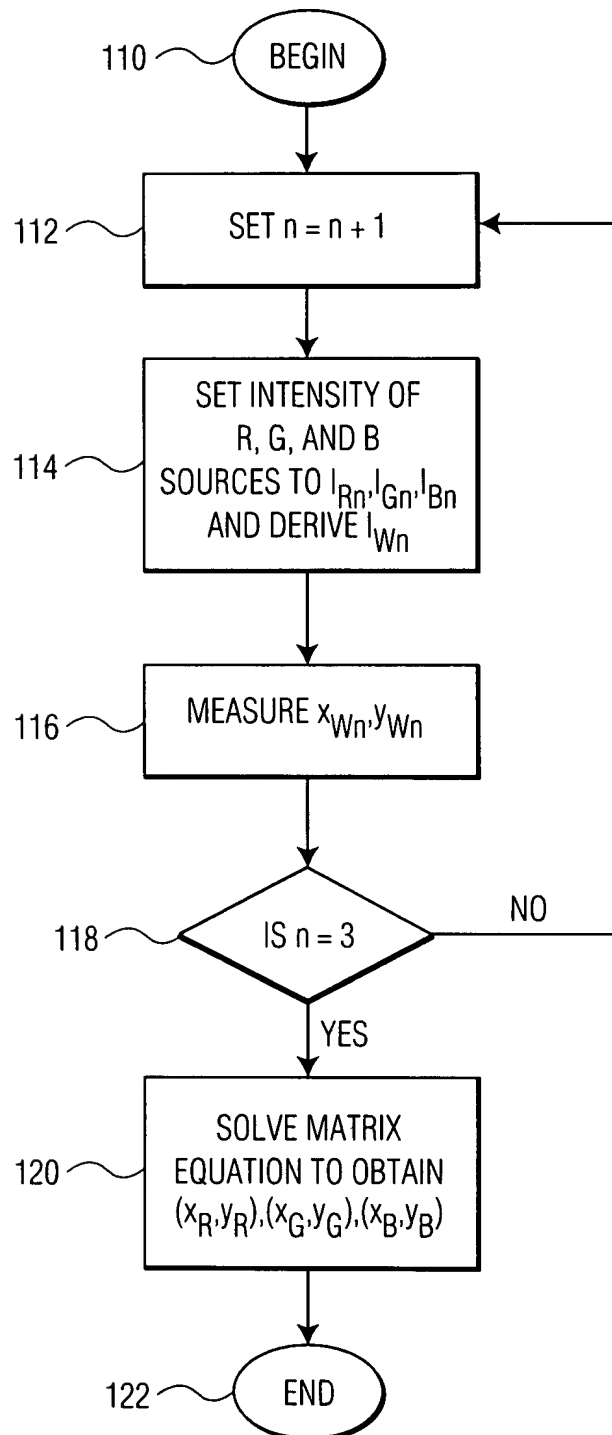 110
BEGIN
112
SET n = n + 1
114
SET INTENSITY OF
R, G, AND B
SOURCES TO I_Rn, I_Gn, I_Bn
AND DERIVE I_Wn
116
MEASURE x_Wn, y_Wn
118
IS n = 3
NO
YES
120
SOLVE MATRIX
EQUATION TO OBTAIN
(x_R, y_R), (x_G, y_G), (x_B, y_B)
122
END